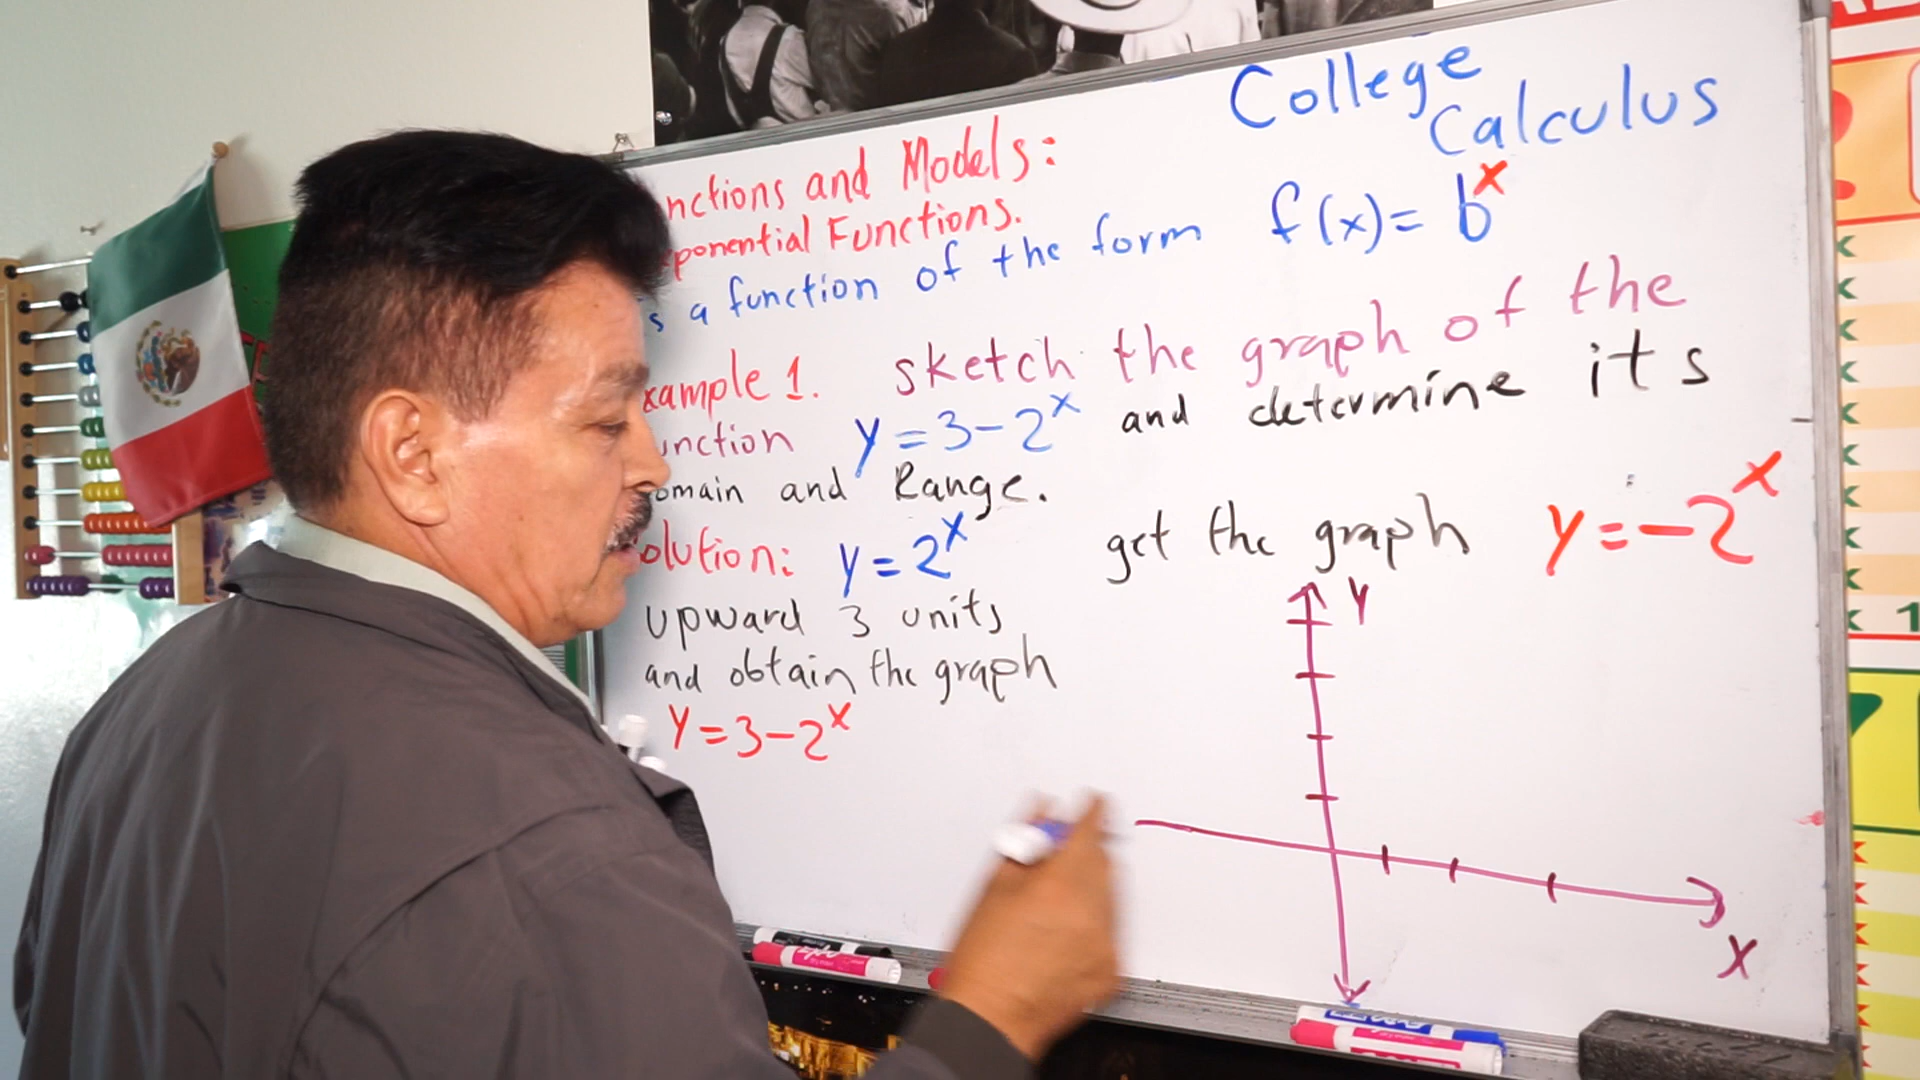 College
Calculus
nctions and Models:
ponential Functions.
s a function of the form f(x)= b^x
xample 1. sketch the graph of the
unction y=3-2^x and determine its
omain and Range.
olution: y=2^x get the graph y=-2^x
upward 3 units
and obtain the graph
y=3-2^x
Y
X